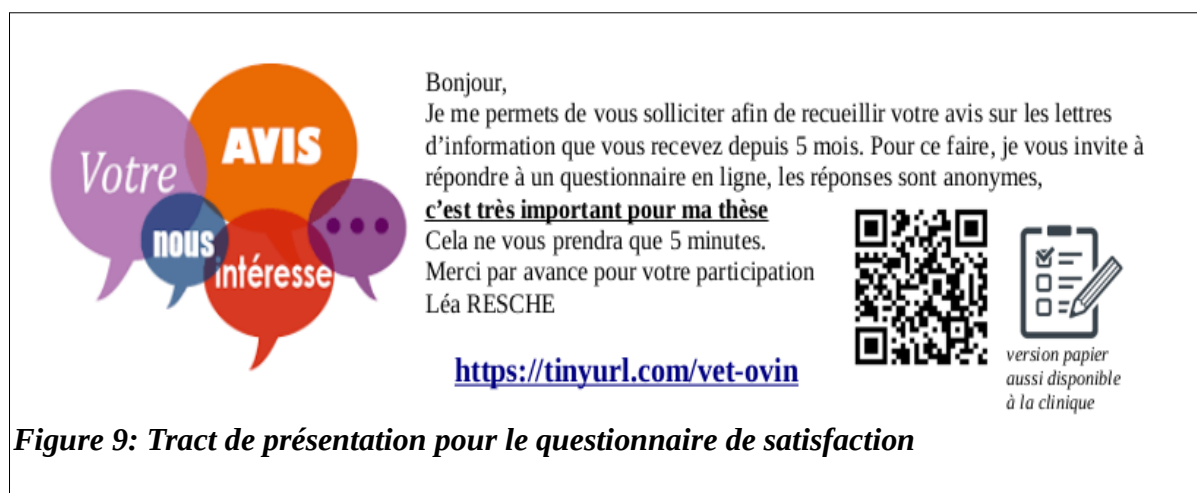 Votre
AVIS
nous
intéresse
Bonjour,
Je me permets de vous solliciter afin de recueillir votre avis sur les lettres
d’information que vous recevez depuis 5 mois. Pour ce faire, je vous invite à
répondre à un questionnaire en ligne, les réponses sont anonymes,
c’est très important pour ma thèse
Cela ne vous prendra que 5 minutes.
Merci par avance pour votre participation
Léa RESCHE
https://tinyurl.com/vet-ovin
version papier
aussi disponible
à la clinique
Figure 9: Tract de présentation pour le questionnaire de satisfaction